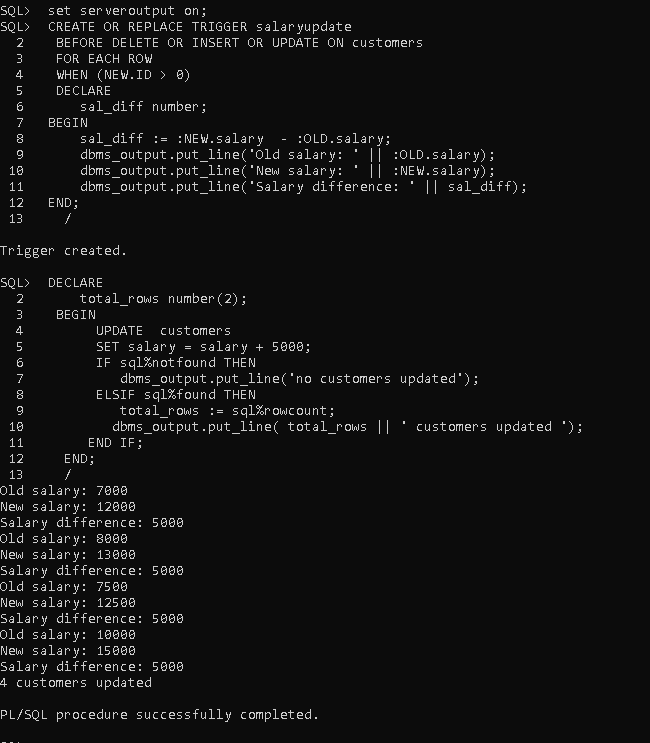 SQL>  set serveroutput on;
SQL>  CREATE OR REPLACE TRIGGER salaryupdate
  2    BEFORE DELETE OR INSERT OR UPDATE ON customers
  3    FOR EACH ROW
  4    WHEN (NEW.ID > 0)
  5    DECLARE
  6       sal_diff number;
  7   BEGIN
  8       sal_diff := :NEW.salary  - :OLD.salary;
  9       dbms_output.put_line('Old salary: ' || :OLD.salary);
 10       dbms_output.put_line('New salary: ' || :NEW.salary);
 11       dbms_output.put_line('Salary difference: ' || sal_diff);
 12   END;
 13     /
Trigger created.
SQL>  DECLARE
  2       total_rows number(2);
  3    BEGIN
  4         UPDATE  customers
  5         SET salary = salary + 5000;
  6         IF sql%notfound THEN
  7            dbms_output.put_line('no customers updated');
  8         ELSIF sql%found THEN
  9            total_rows := sql%rowcount;
 10           dbms_output.put_line( total_rows || ' customers updated ');
 11        END IF;
 12     END;
 13     /
Old salary: 7000
New salary: 12000
Salary difference: 5000
Old salary: 8000
New salary: 13000
Salary difference: 5000
Old salary: 7500
New salary: 12500
Salary difference: 5000
Old salary: 10000
New salary: 15000
Salary difference: 5000
4 customers updated
PL/SQL procedure successfully completed.